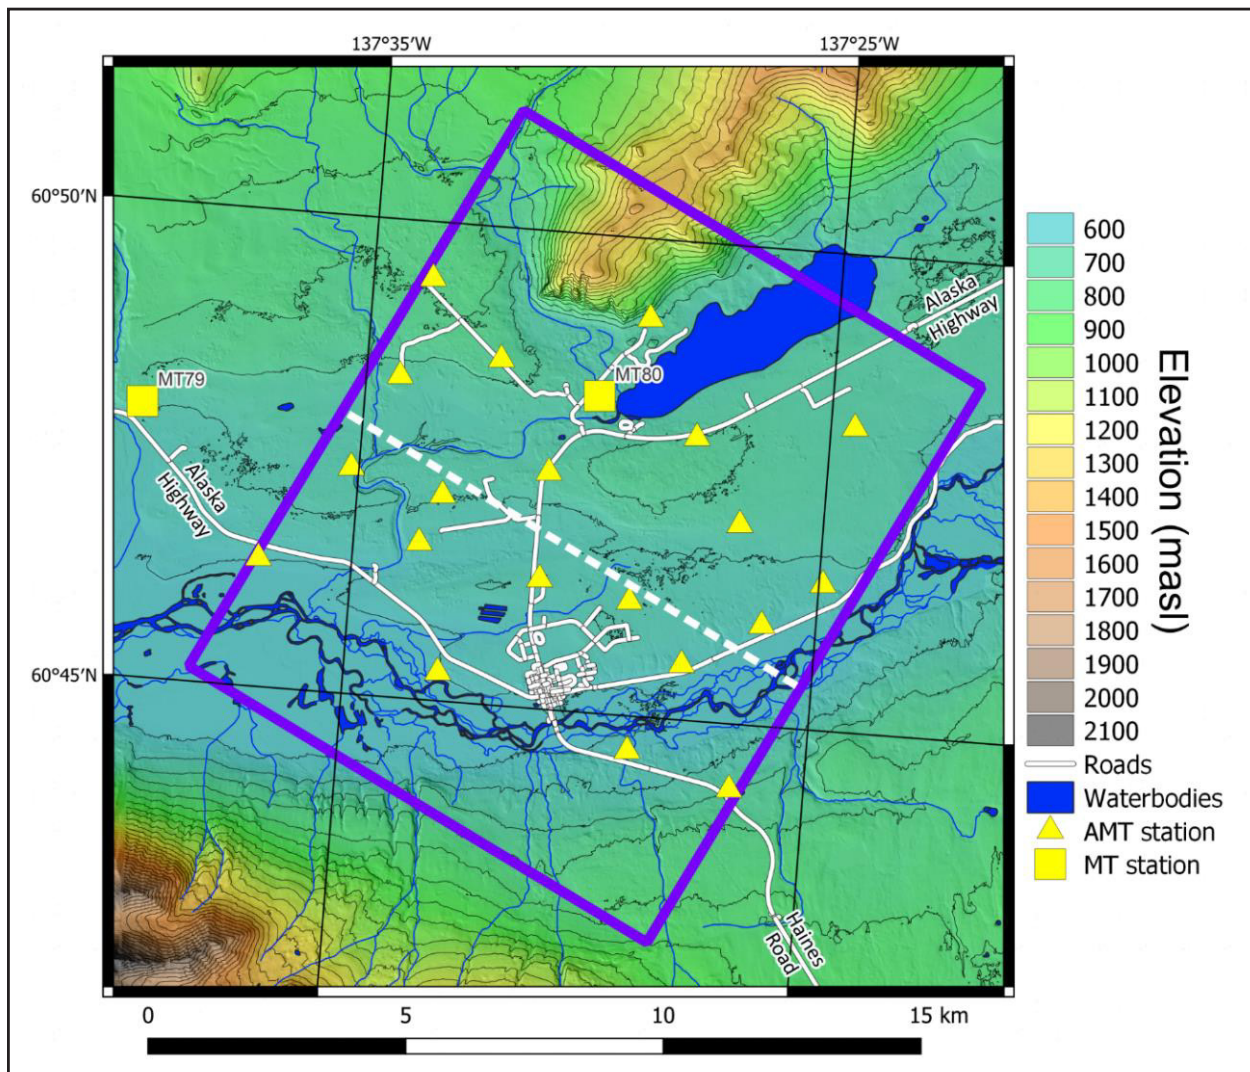 137°35′W
137°25′W
60°50′N
60°45′N
Alaska
Highway
MT79
MT80
Alaska
Highway
Haines
Road
600
700
800
900
1000
1100
1200
1300
1400
1500
1600
1700
1800
1900
2000
2100
Elevation (masl)
Roads
Waterbodies
AMT station
MT station
0
5
10
15 km